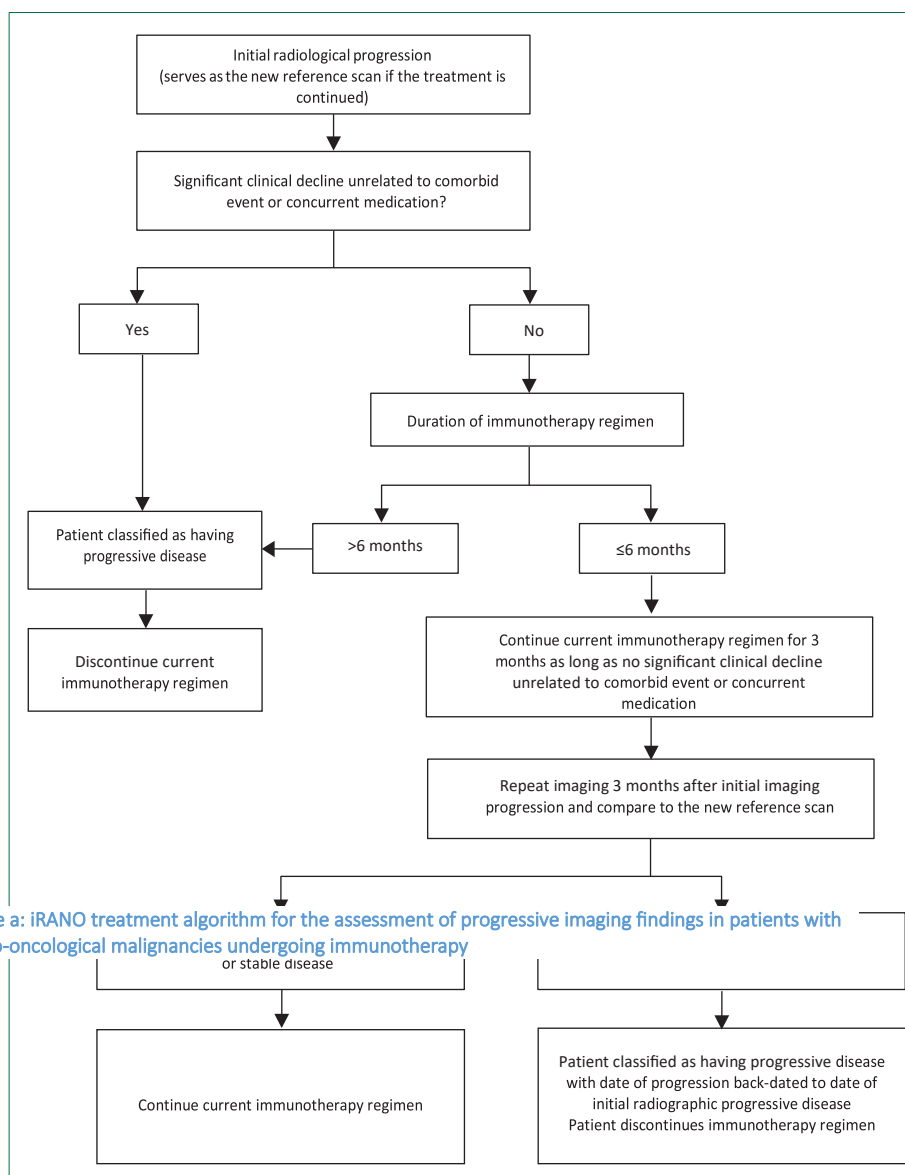 Initial radiological progression
(serves as the new reference scan if the treatment is
continued)
Significant clinical decline unrelated to comorbid
event or concurrent medication?
Yes
No
Duration of immunotherapy regimen
Patient classified as having
progressive disease
>6 months
≤6 months
Discontinue current
immunotherapy regimen
Continue current immunotherapy regimen for 3
months as long as no significant clinical decline
unrelated to comorbid event or concurrent
medication
Repeat imaging 3 months after initial imaging
progression and compare to the new reference scan
e a: iRANO treatment algorithm for the assessment of progressive imaging findings in patients with
o-oncological malignancies undergoing immunotherapy
or stable disease
Continue current immunotherapy regimen
Patient classified as having progressive disease
with date of progression back-dated to date of
initial radiographic progressive disease
Patient discontinues immunotherapy regimen